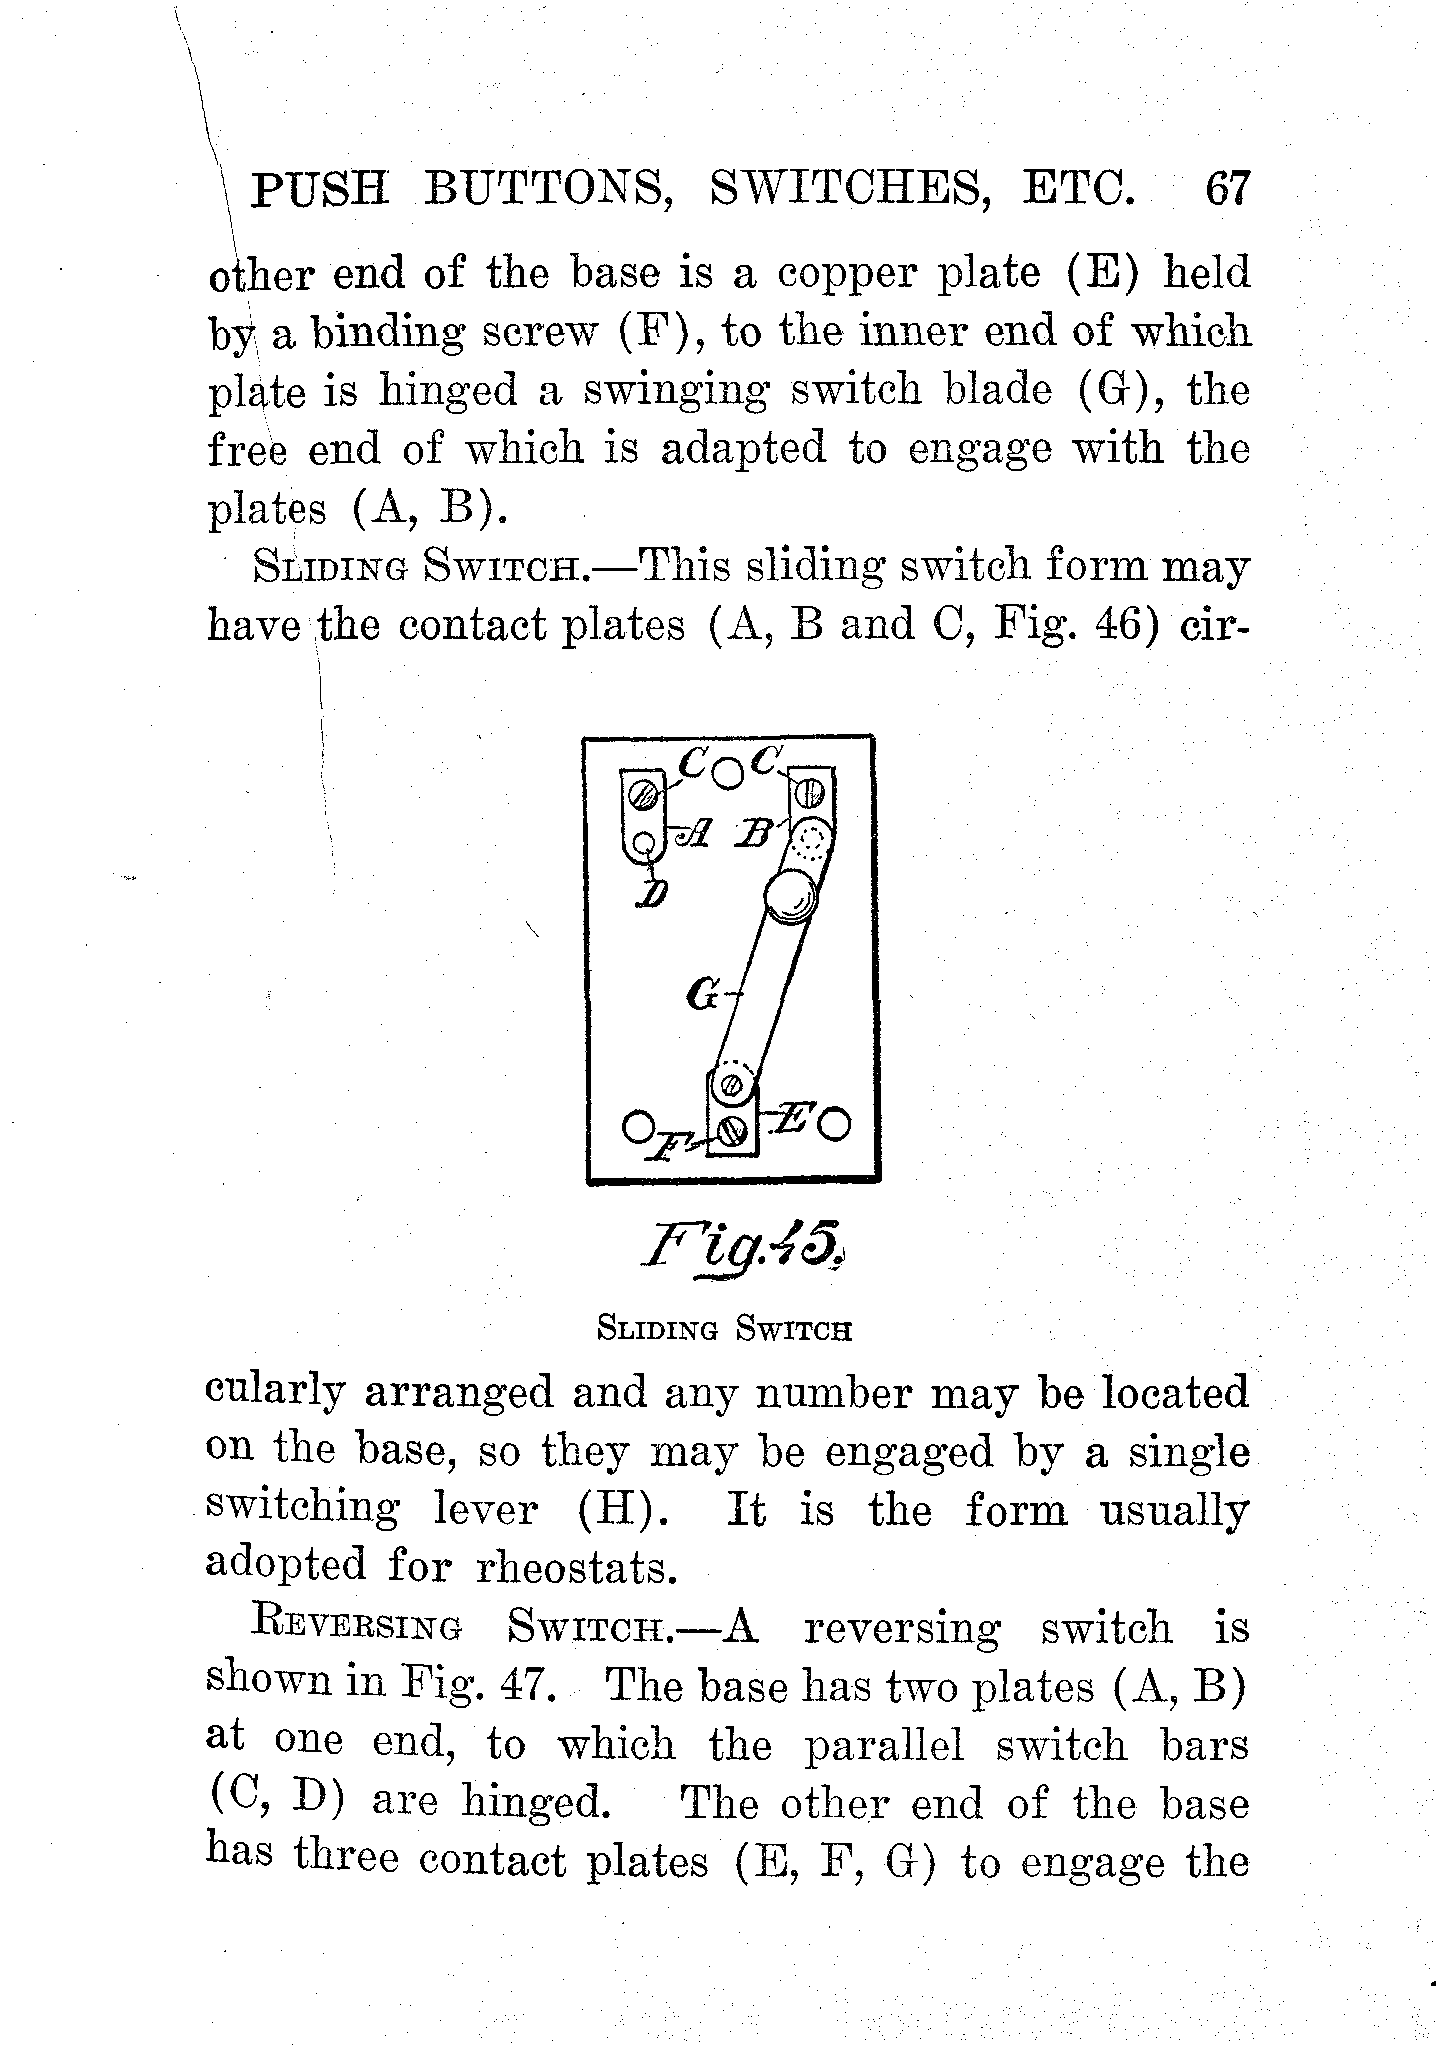 PUSH BUTTONS, SWITCHES, ETC. 67
other end of the base is a copper plate (E) held
by a binding screw (F), to the inner end of which
plate is hinged a swinging switch blade (G), the
free end of which is adapted to engage with the
plates (A, B).
SLIDING SWITCH.—This sliding switch form may
have the contact plates (A, B and C, Fig. 46) cir-
C C
A B
D
G
E
F
Fig. 45.
SLIDING SWITCH
cularly arranged and any number may be located
on the base, so they may be engaged by a single
switching lever (H). It is the form usually
adopted for rheostats.
REVERSING SWITCH.—A reversing switch is
shown in Fig. 47. The base has two plates (A, B)
at one end, to which the parallel switch bars
(C, D) are hinged. The other end of the base
has three contact plates (E, F, G) to engage the